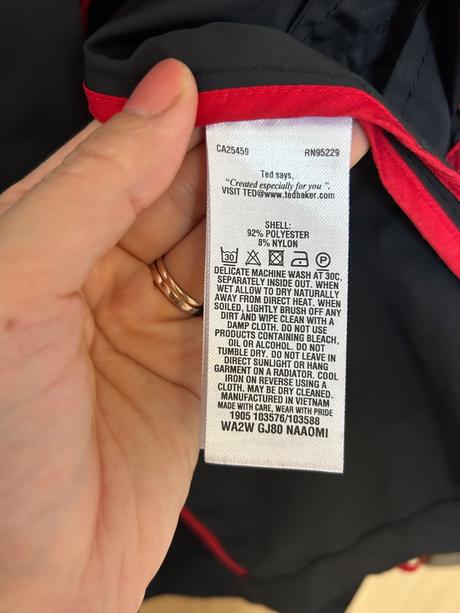 CA25459 RN95229
Ted says,
"Created especially for you".
VISIT TED@www.tedbaker.com
SHELL:
92% POLYESTER
8% NYLON
30 P
DELICATE MACHINE WASH AT 30C,
SEPARATELY INSIDE OUT. WHEN
WET ALLOW TO DRY NATURALLY
AWAY FROM DIRECT HEAT. WHEN
SOILED, LIGHTLY BRUSH OFF ANY
DIRT AND WIPE CLEAN WITH A
DAMP CLOTH. DO NOT USE
PRODUCTS CONTAINING BLEACH,
OIL OR ALCOHOL. DO NOT
TUMBLE DRY. DO NOT LEAVE IN
DIRECT SUNLIGHT OR HANG
GARMENT ON A RADIATOR. COOL
IRON ON REVERSE USING A
CLOTH. MAY BE DRY CLEANED.
MANUFACTURED IN VIETNAM
MADE WITH CARE, WEAR WITH PRIDE
1905 103576/103588
WA2W GJ80 NAAOMI